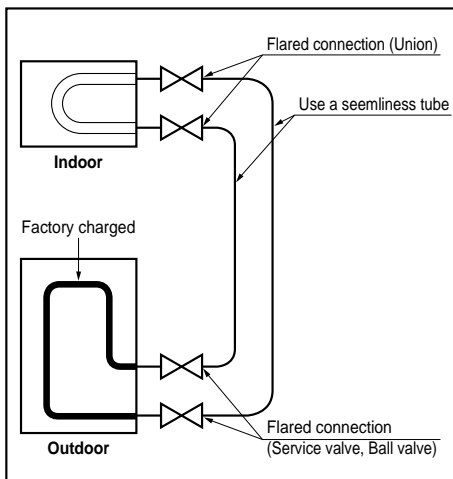 Flared connection (Union)
Use a seemliness tube
Indoor
Factory charged
Flared connection
(Service valve, Ball valve)
Outdoor